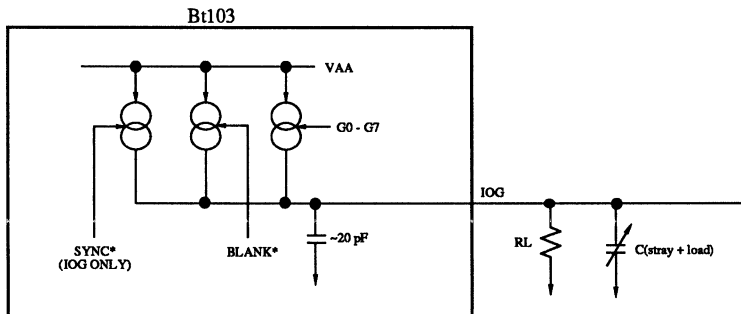 Bt103
VAA
G0 - G7
IOG
SYNC*
(IOG ONLY)
BLANK*
~20 pF
RL
C(stray + load)